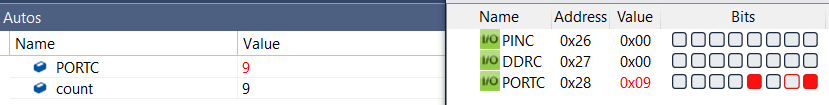 Autos
Name Value
PORTC 9
count 9
Name Address Value Bits
I/O PINC 0x26 0x00
I/O DDRC 0x27 0x00
I/O PORTC 0x28 0x09